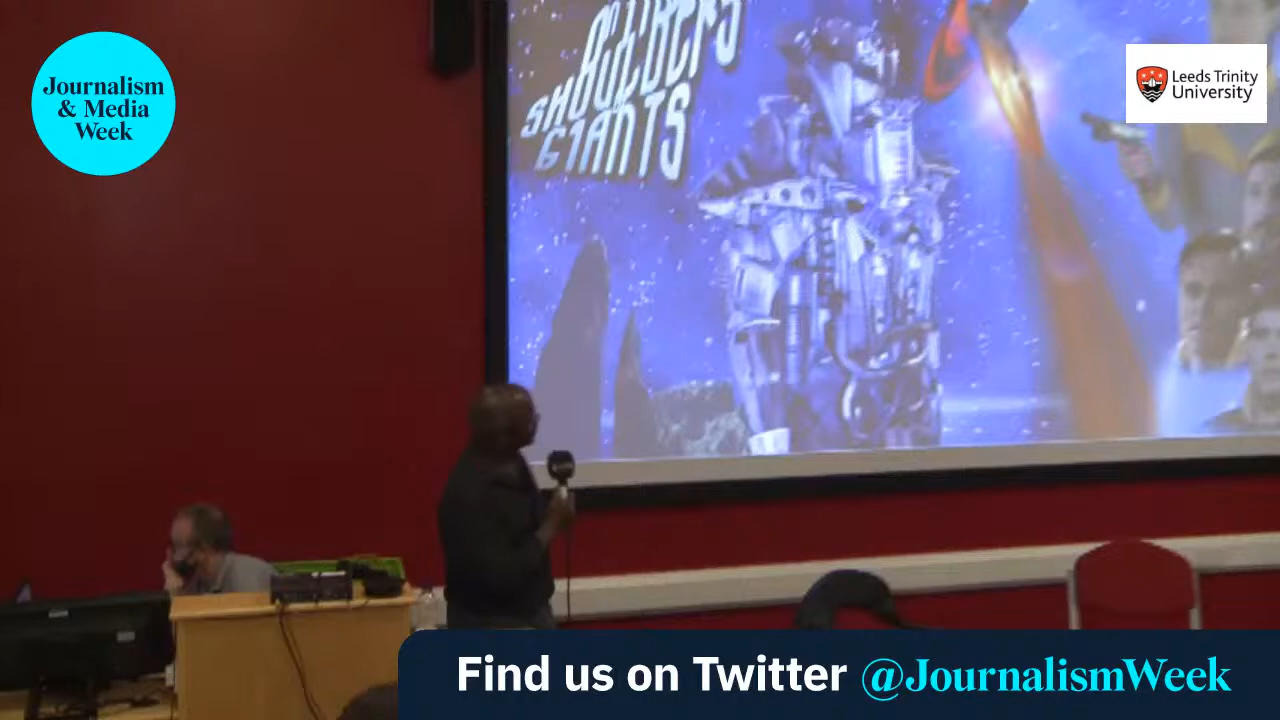 Journalism
& Media
Week
Leeds Trinity
University
SHOULDERS
GIANTS
Find us on Twitter @JournalismWeek